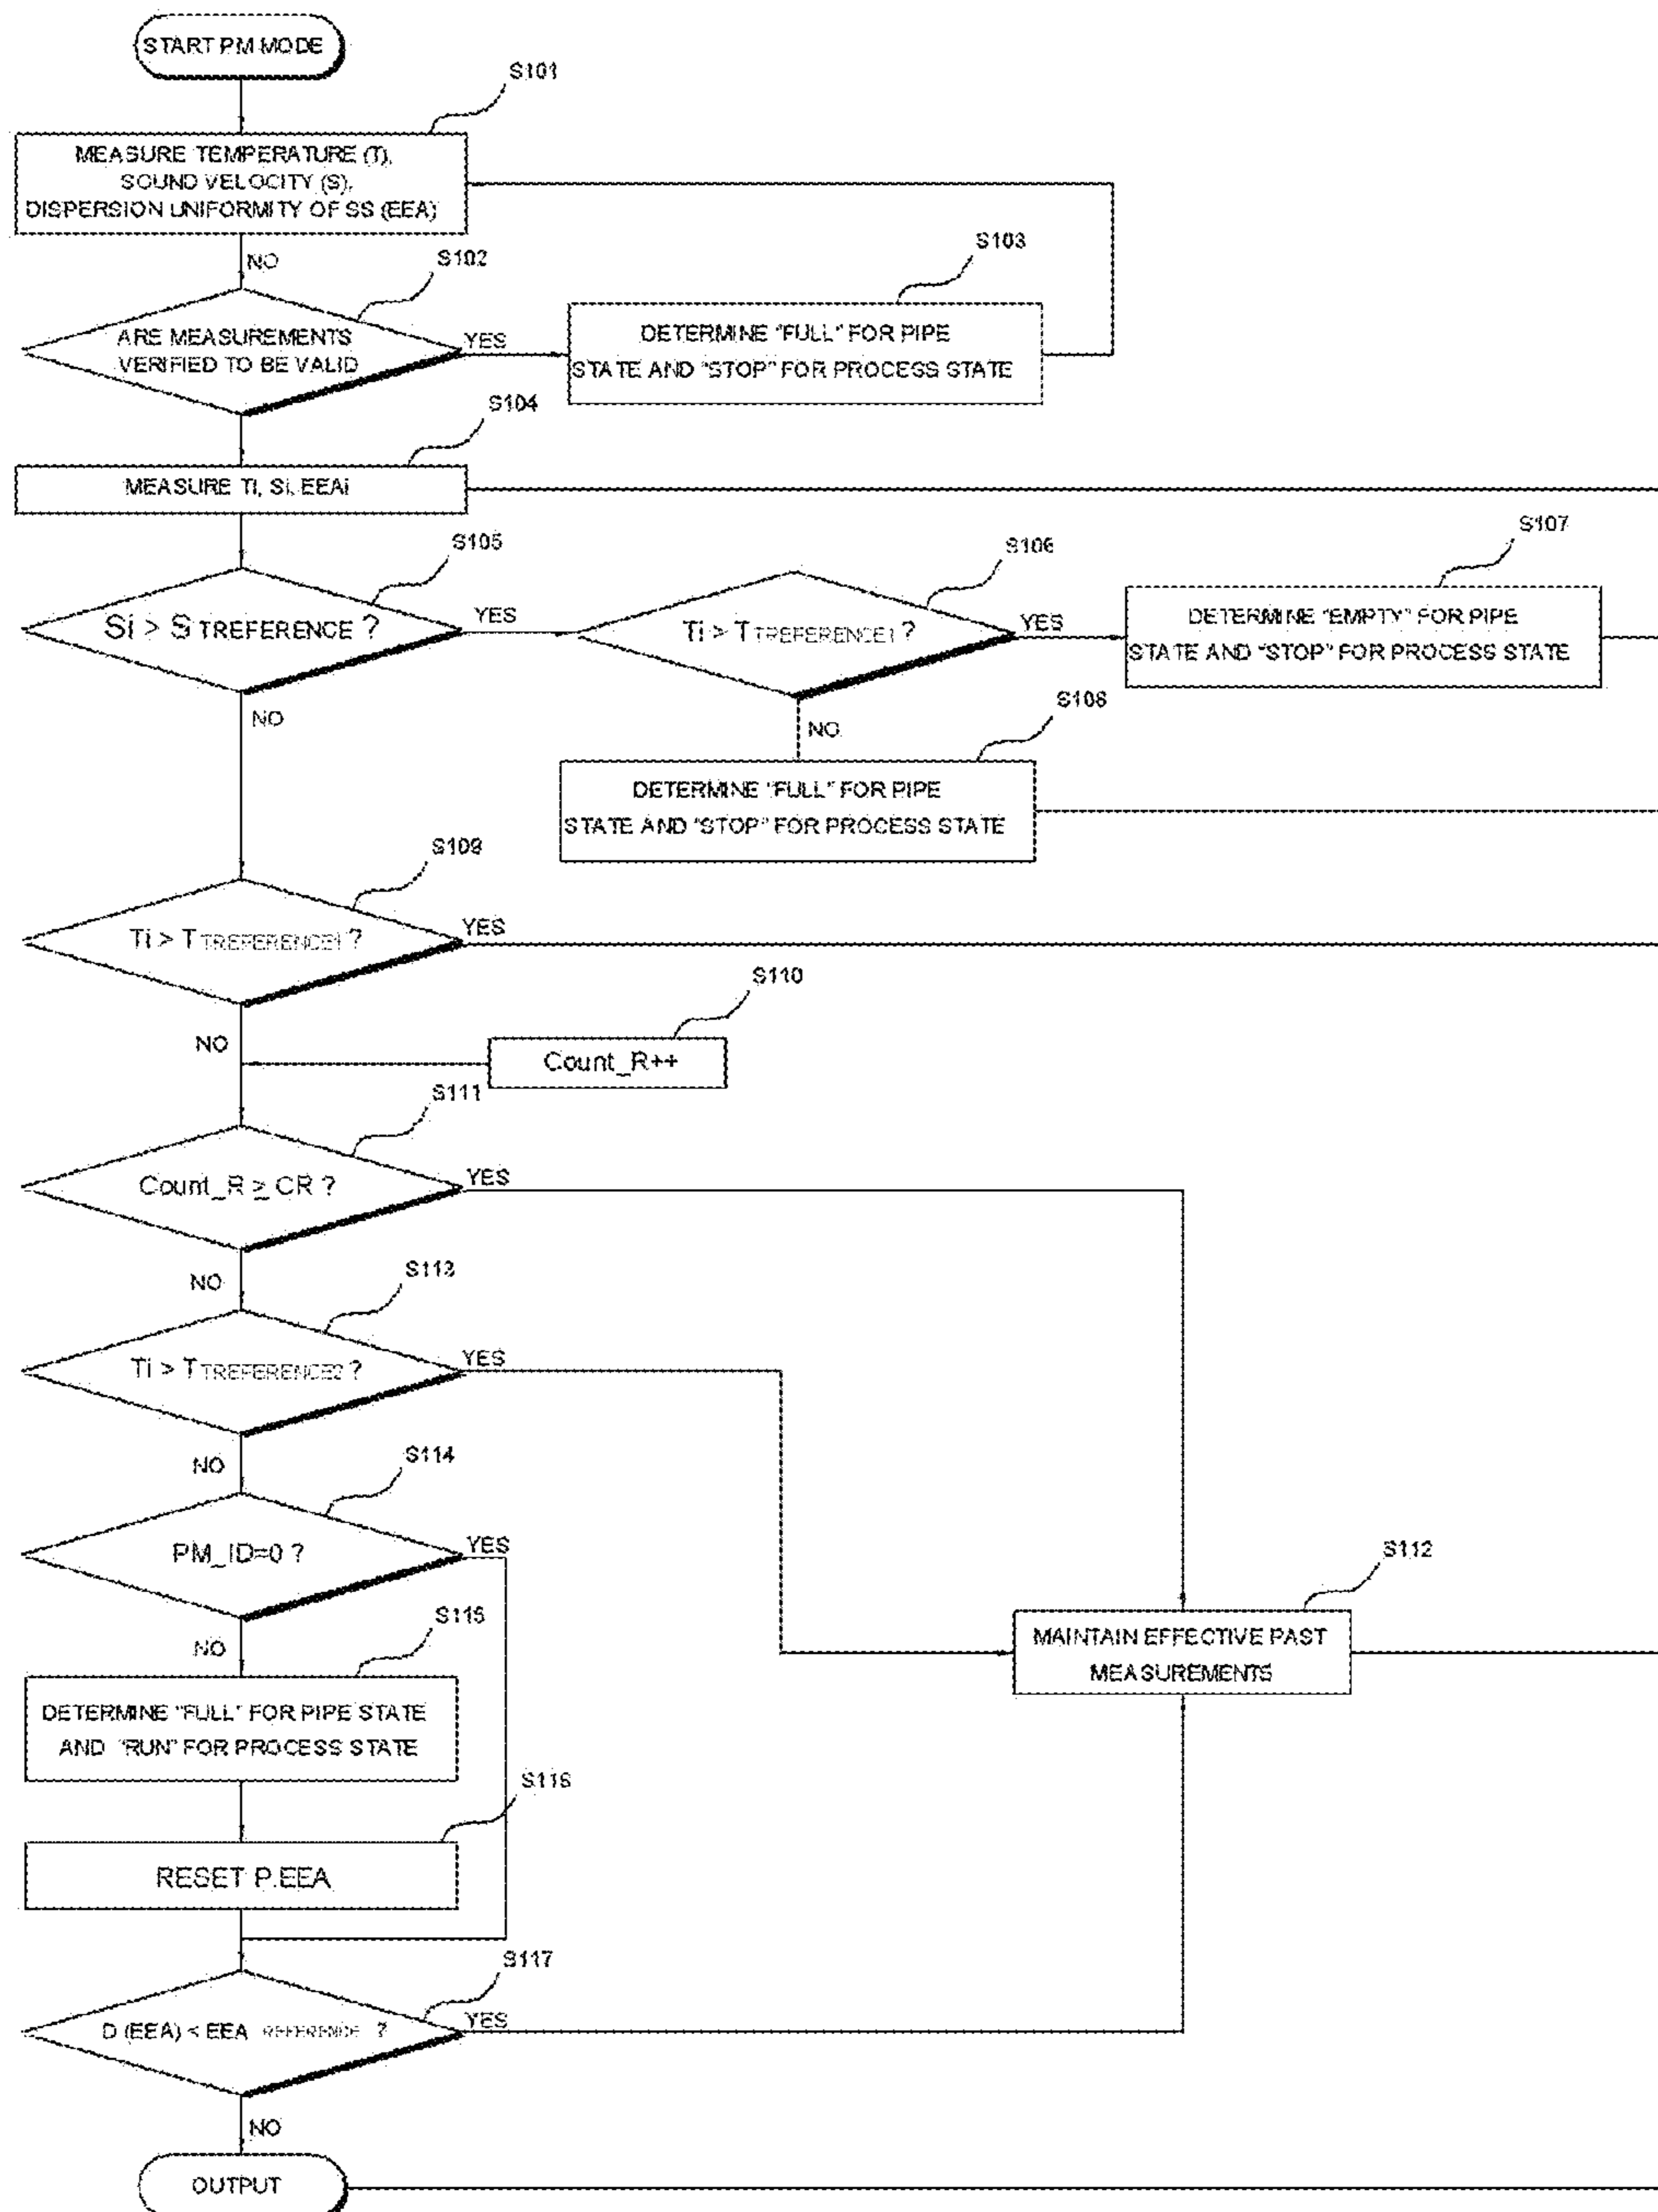 START PM MODE
S101
MEASURE TEMPERATURE (T),
SOUND VELOCITY (S),
DISPERSION UNIFORMITY OF SS (EEA)
NO
S102
S103
ARE MEASUREMENTS
VERIFIED TO BE VALID
YES
DETERMINE "FULL" FOR PIPE
STATE AND "STOP" FOR PROCESS STATE
S104
MEASURE Ti, Si, EEAi
S105
S106
S107
Si > S TREFERENCE ?
YES
Ti > T TREFERENCE1 ?
YES
DETERMINE "EMPTY" FOR PIPE
STATE AND "STOP" FOR PROCESS STATE
NO
NO
S108
DETERMINE "FULL" FOR PIPE
STATE AND "STOP" FOR PROCESS STATE
S109
Ti > T TREFERENCE1 ?
YES
NO
S110
Count_R++
S111
Count_R ≥ CR ?
YES
NO
S113
Ti > T TREFERENCE2 ?
YES
NO
S114
PM_ID=0 ?
YES
NO
S112
MAINTAIN EFFECTIVE PAST
MEASUREMENTS
S115
DETERMINE "FULL" FOR PIPE STATE
AND "RUN" FOR PROCESS STATE
S116
RESET P.EEA
S117
D (EEA) < EEA REFERENCE ?
YES
NO
OUTPUT